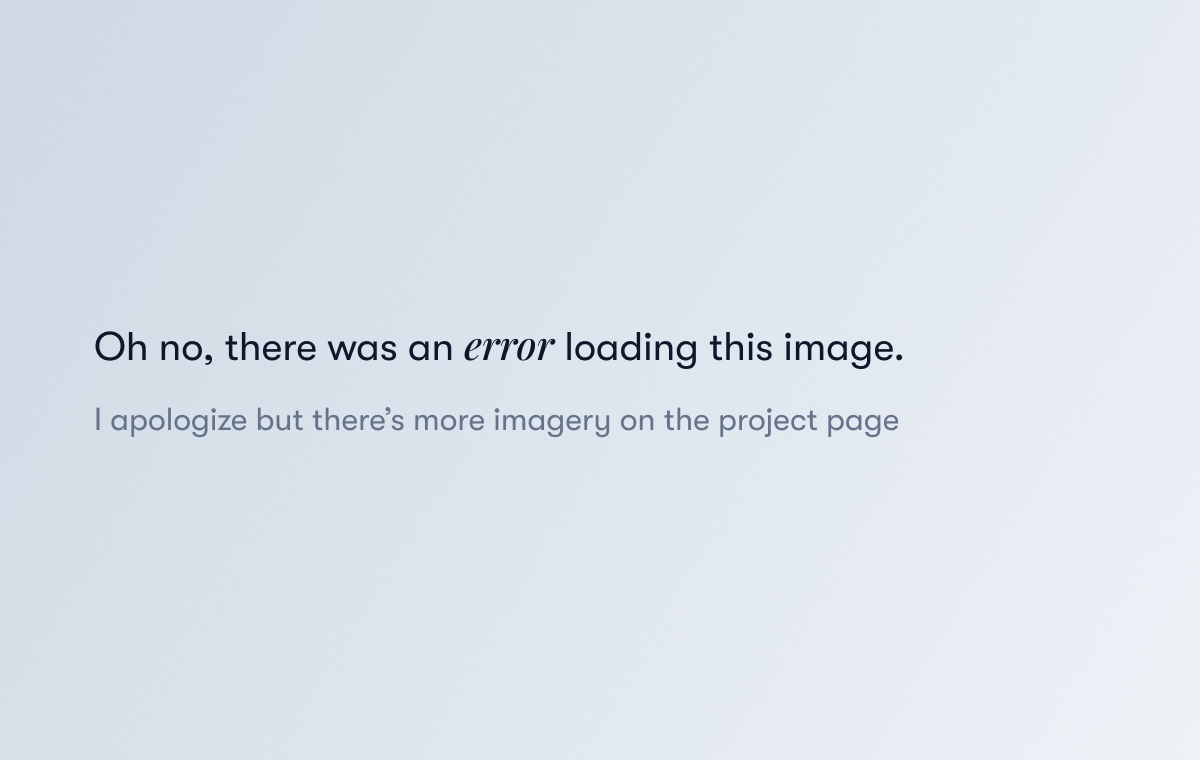 Oh no, there was an error loading this image.
I apologize but there’s more imagery on the project page